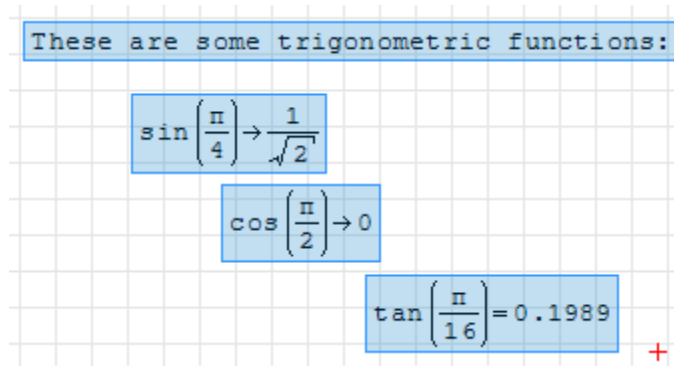 These are some trigonometric functions:
sin(π/4)→1/√2
cos(π/2)→0
tan(π/16)=0.1989